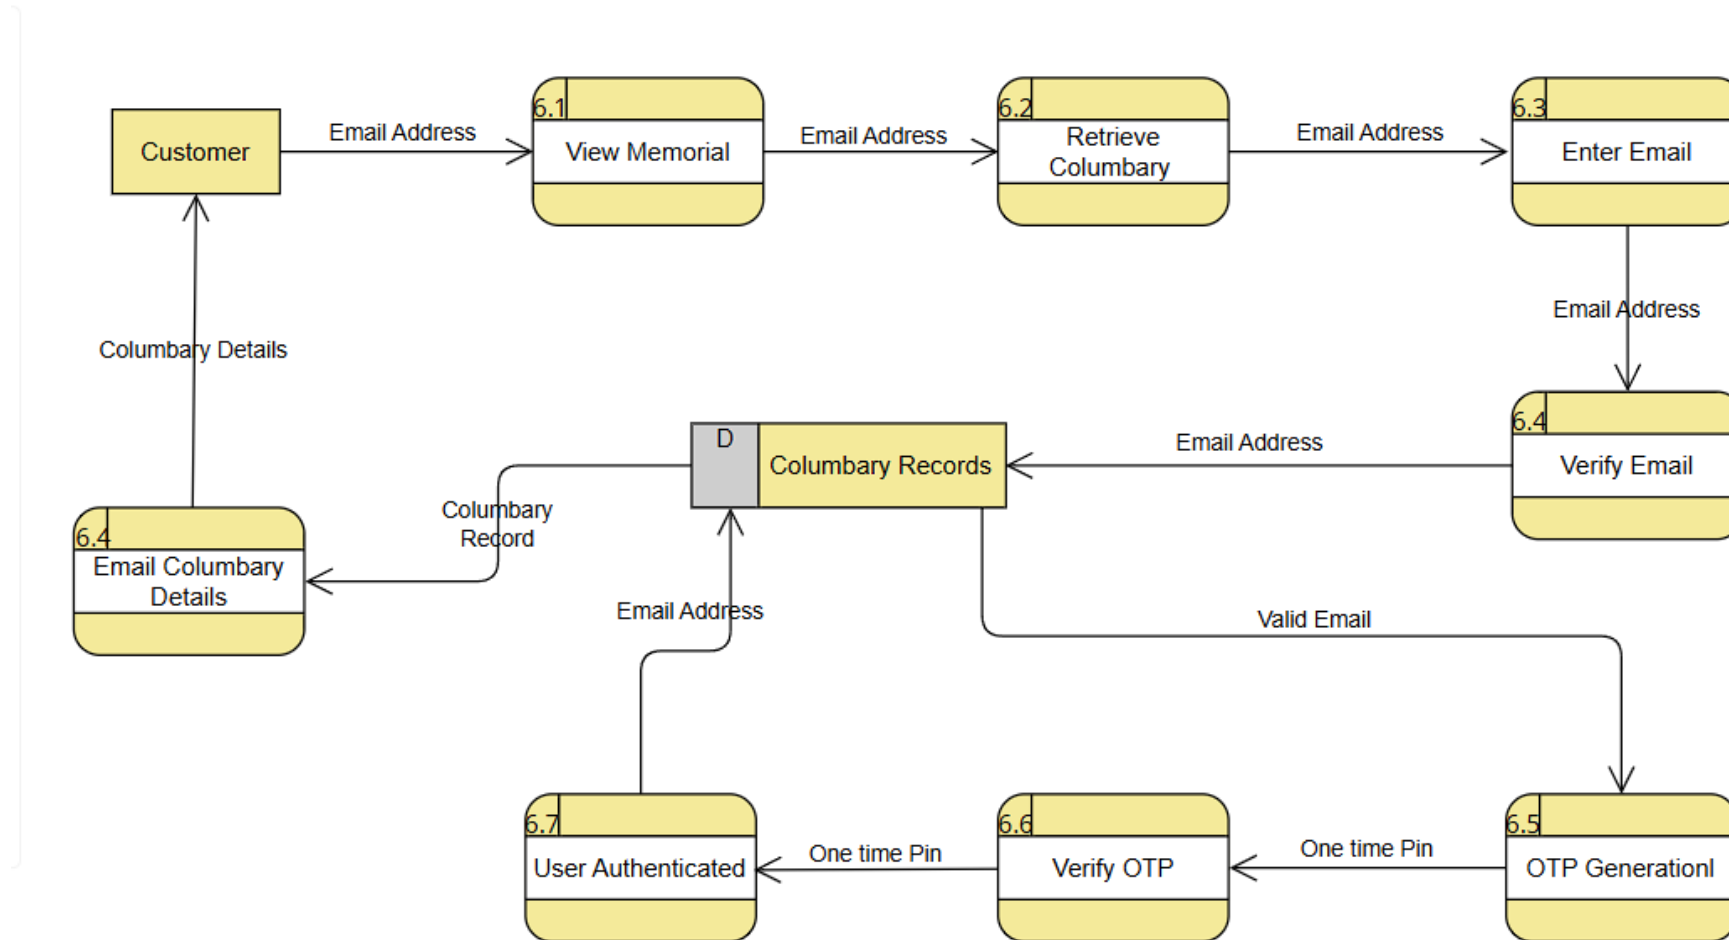 6.1
6.2
6.3
Customer
Email Address
View Memorial
Email Address
Retrieve
Columbary
Email Address
Enter Email
Email Address
Columbary Details
6.4
D
Columbary Records
Email Address
Verify Email
Columbary
Record
6.4
Email Columbary
Details
Email Address
Valid Email
6.7
6.6
6.5
User Authenticated
One time Pin
Verify OTP
One time Pin
OTP Generationl